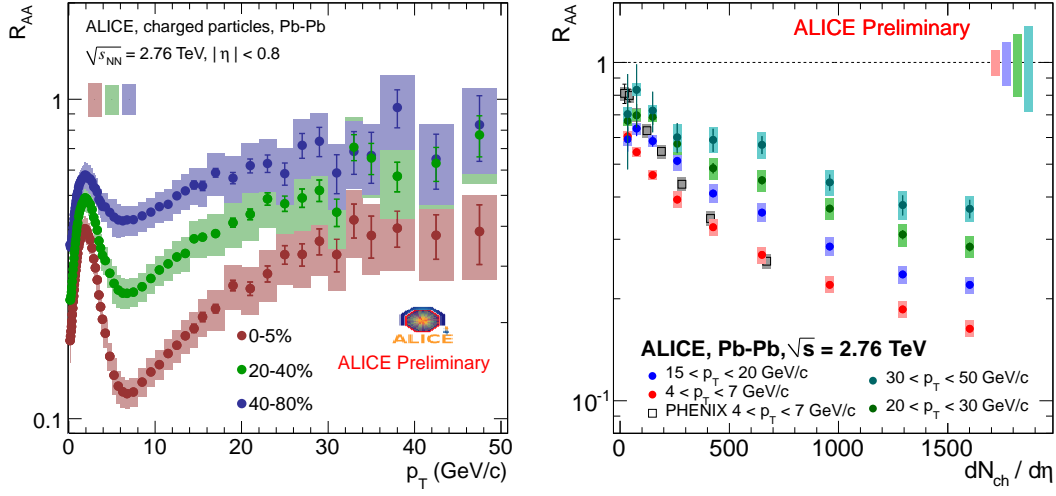 R_AA
ALICE, charged particles, Pb-Pb
√s_NN = 2.76 TeV, | η | < 0.8
1
0.1
0-5%
20-40%
40-80%
ALICE
ALICE Preliminary
0 10 20 30 40 50
p_T (GeV/c)
R_AA
ALICE Preliminary
1
10^-1
ALICE, Pb-Pb, √s = 2.76 TeV
15 < p_T < 20 GeV/c
4 < p_T < 7 GeV/c
PHENIX 4 < p_T < 7 GeV/c
30 < p_T < 50 GeV/c
20 < p_T < 30 GeV/c
0 500 1000 1500
dN_ch / dη